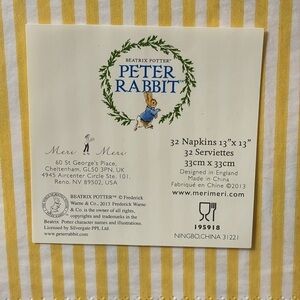 BEATRIX POTTER™
PETER
RABBIT
Meri Meri
60 St George's Place,
Cheltenham, GL50 3PN, UK
4945 Aircenter Circle Ste. 101,
Reno, NV 89502, USA
BEATRIX POTTER™ © Frederick
Warne & Co., 2013 Frederick Warne
& Co. is the owner of all rights,
copyrights and trademarks in the
Beatrix Potter character names and illustrations.
Licensed by Silvergate PPL Ltd.
www.peterrabbit.com
32 Napkins 13"x 13"
32 Serviettes
33cm x 33cm
Designed in England
Made in China
Fabriqué en Chine ©2013
www.merimeri.com
195918
NINGBO,CHINA 31221